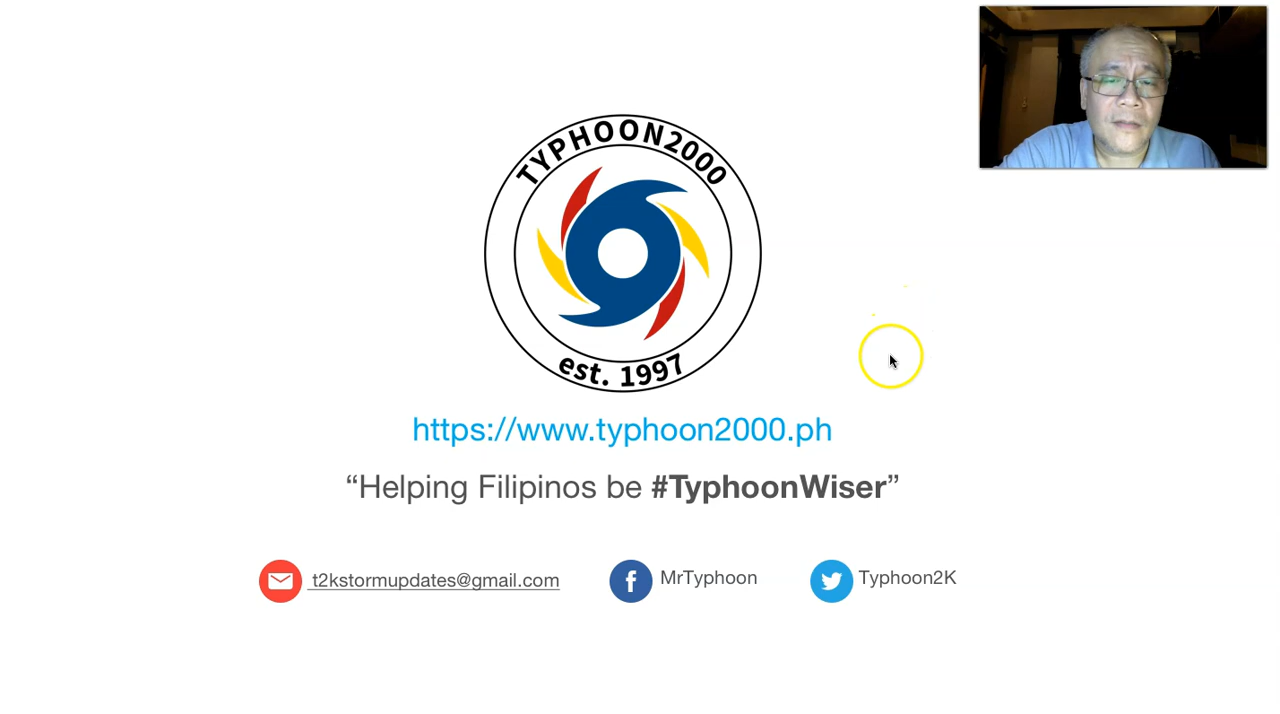 TYPHOON2000
est. 1997
https://www.typhoon2000.ph
“Helping Filipinos be #TyphoonWiser”
t2kstormupdates@gmail.com
MrTyphoon
Typhoon2K